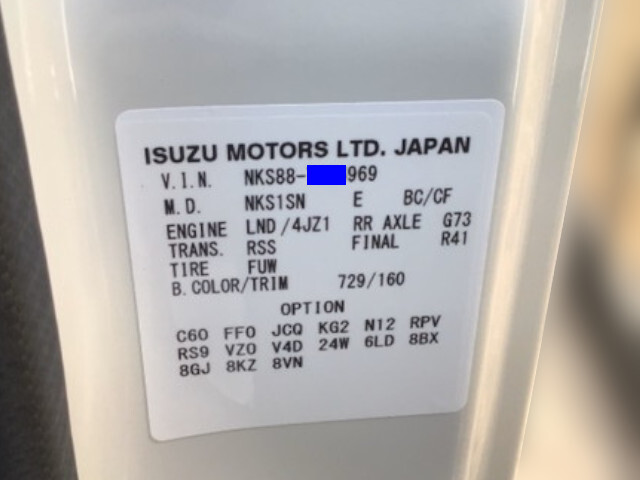 ISUZU MOTORS LTD. JAPAN
V.I.N. NKS88- 969
M.D. NKS1SN E BC/CF
ENGINE LND/4JZ1 RR AXLE G73
TRANS. RSS FINAL R41
TIRE FUW
B.COLOR/TRIM 729/160
OPTION
C60 FF0 JCQ KG2 N12 RPV
RS9 VZ0 V4D 24W 6LD 8BX
8GJ 8KZ 8VN